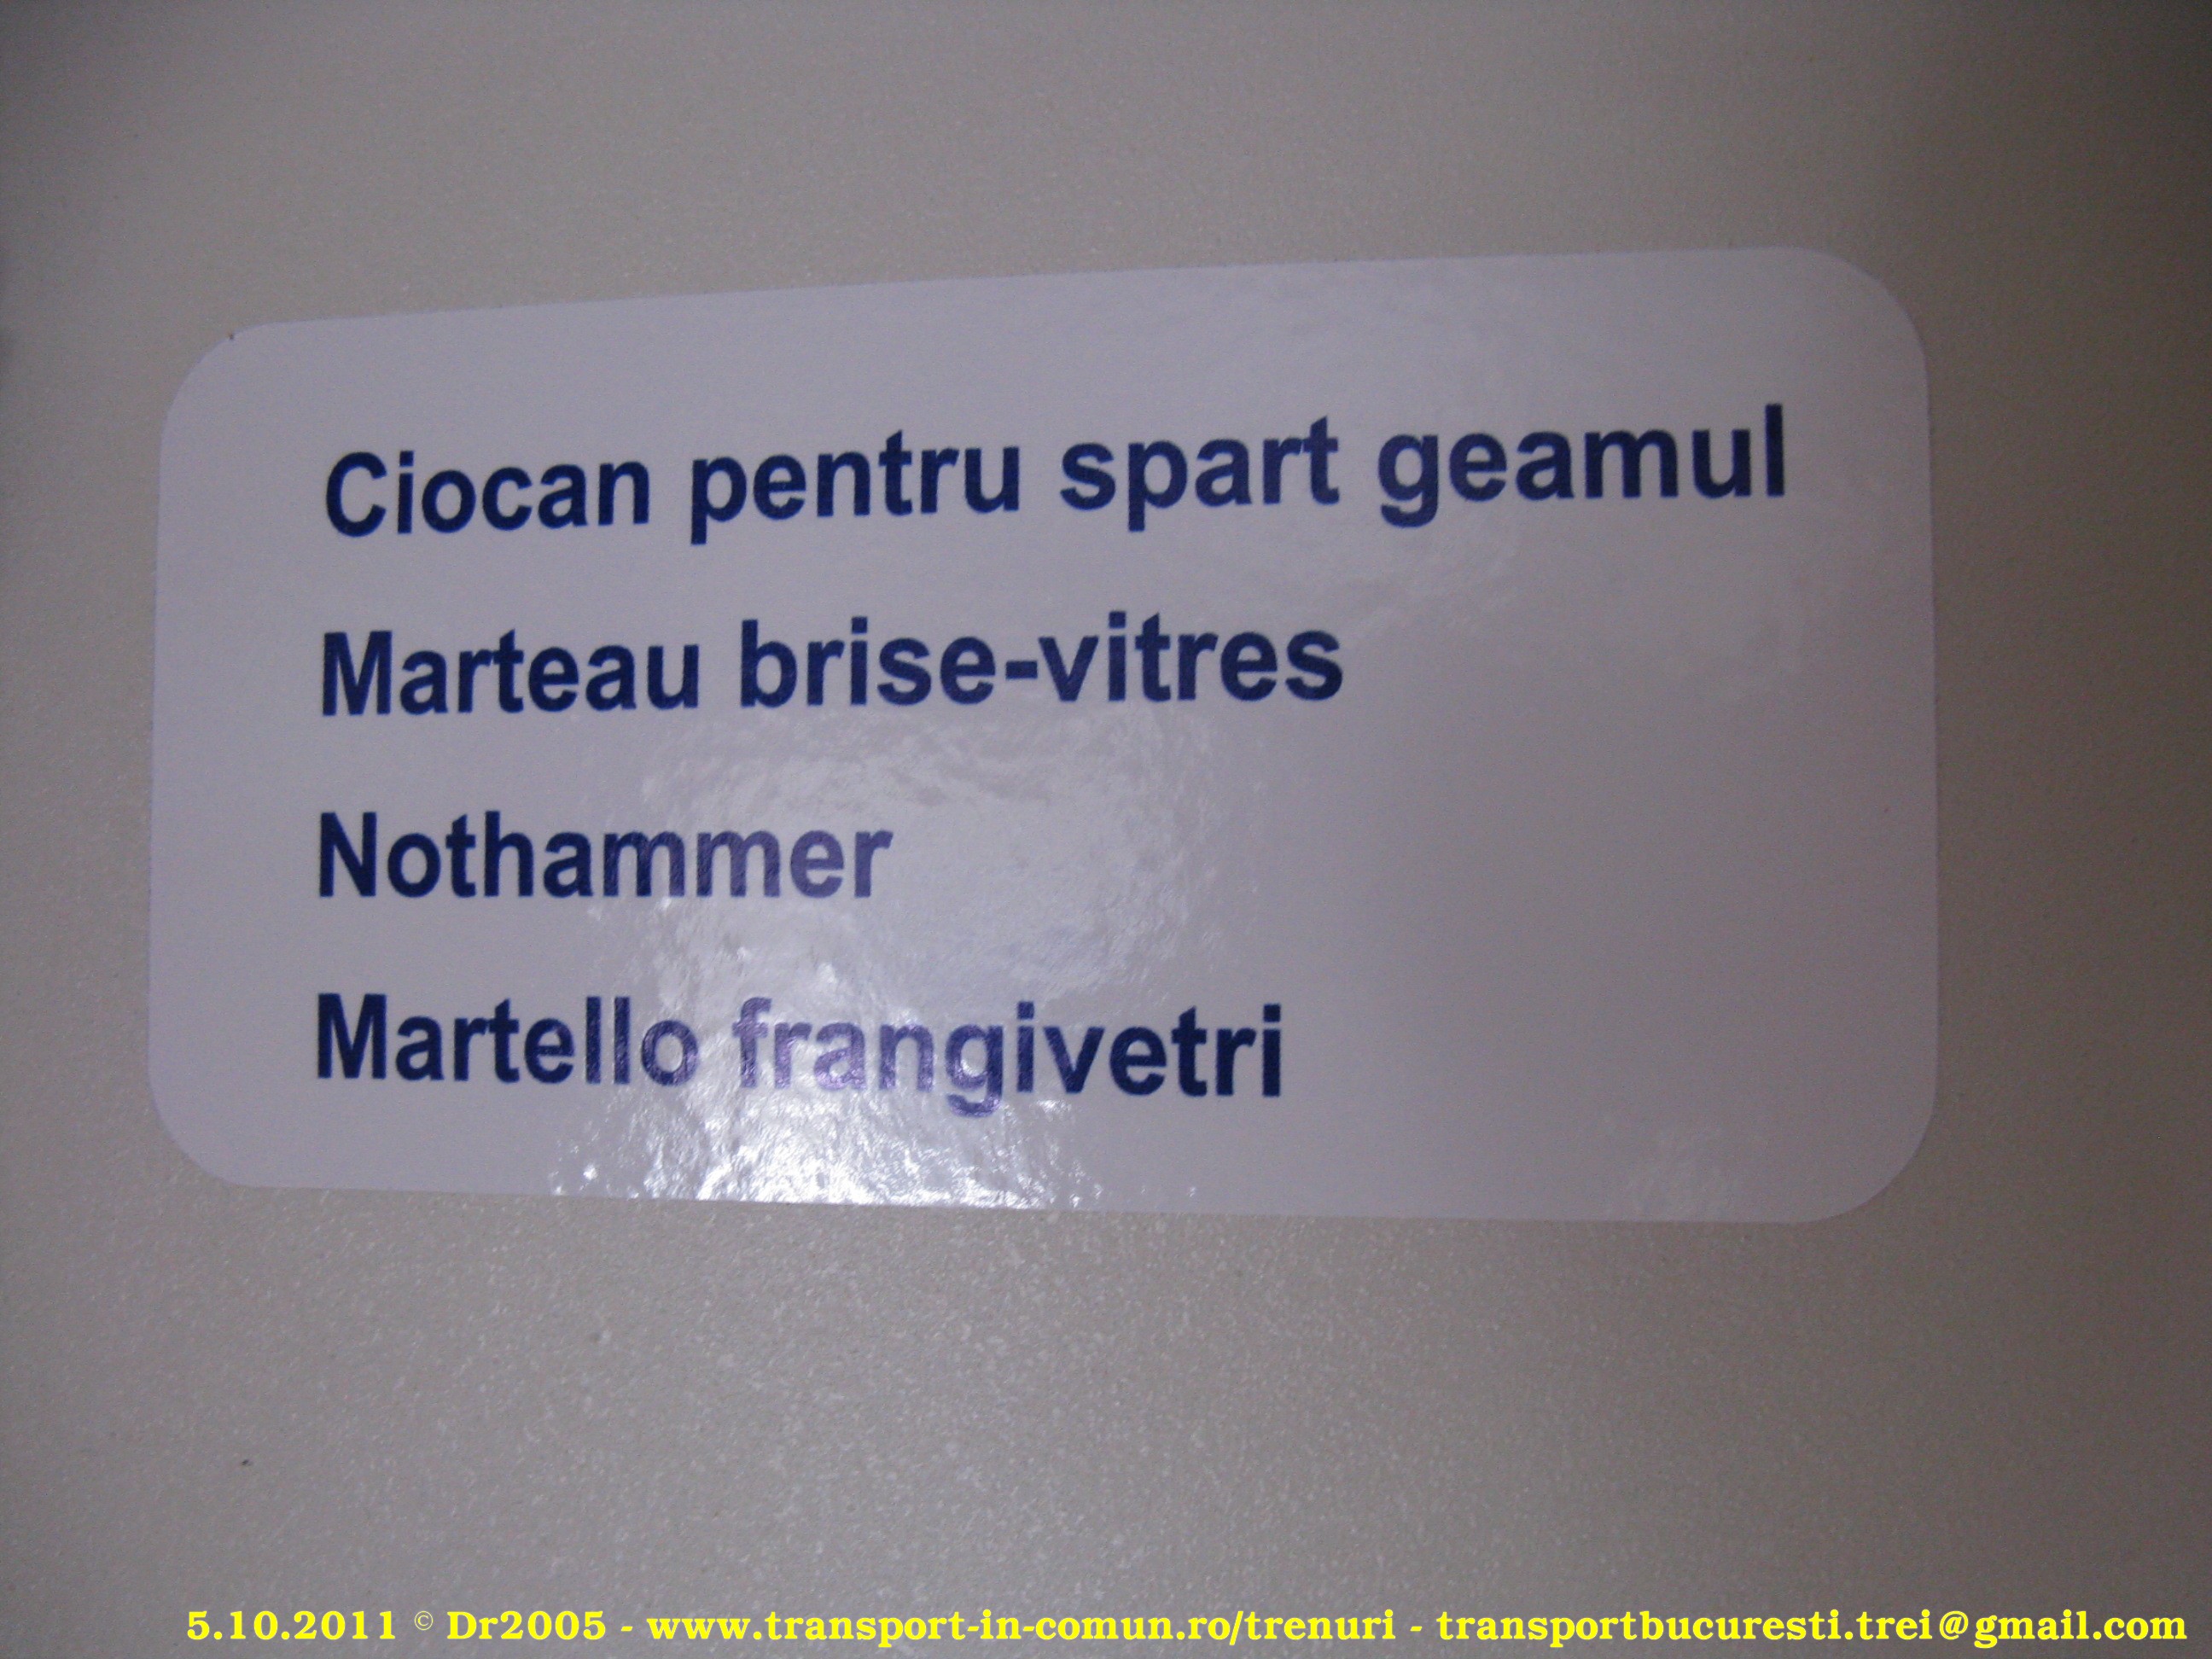 Ciocan pentru spart geamul
Marteau brise-vitres
Nothammer
Martello frangivetri
5.10.2011 © Dr2005 - www.transport-in-comun.ro/trenuri - transportbucuresti.trei@gmail.com